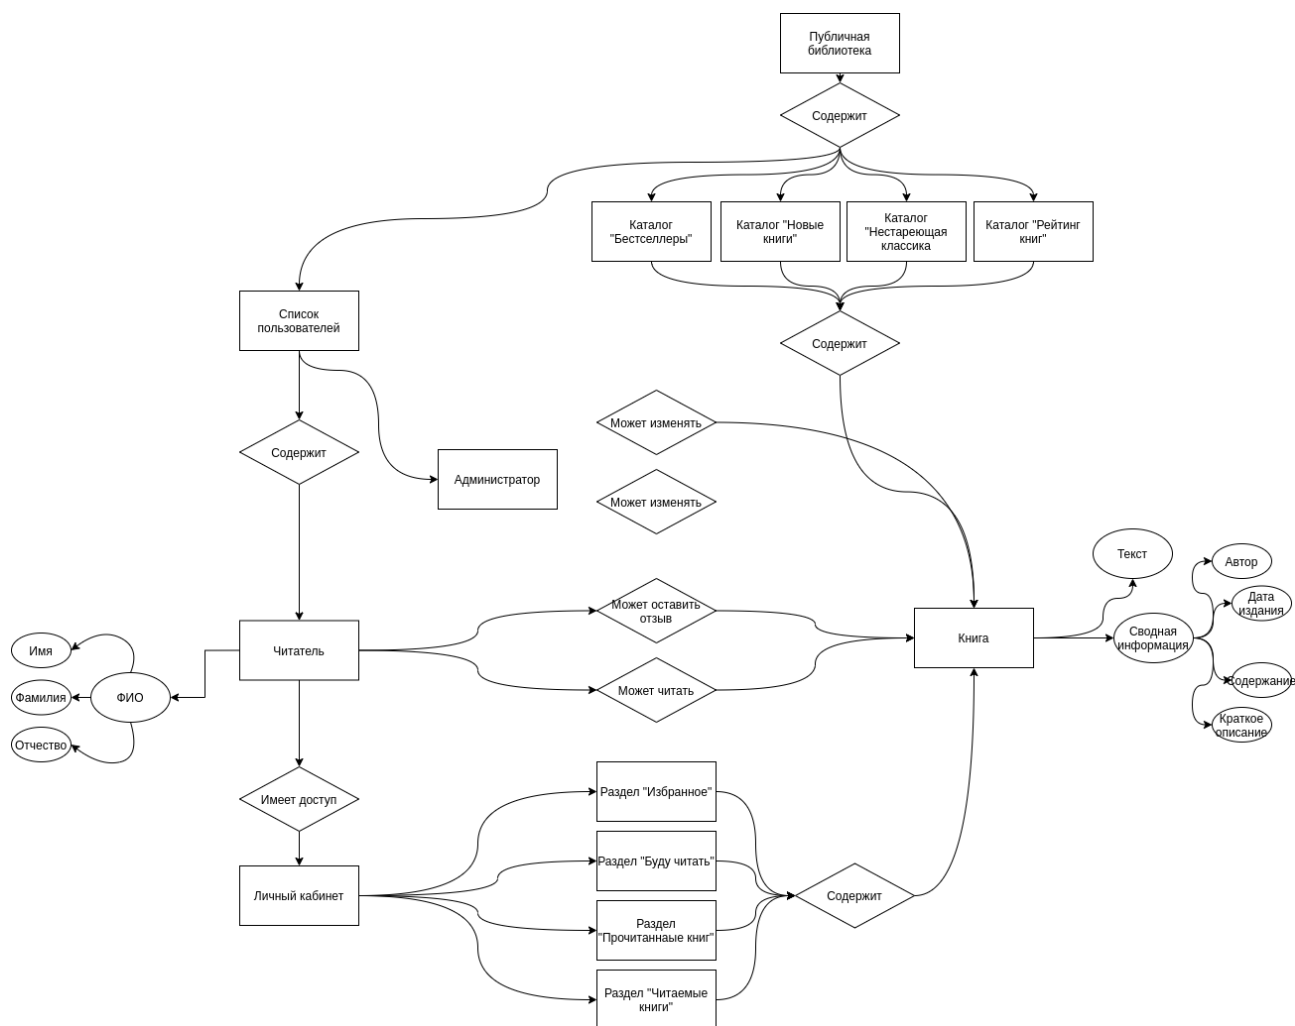 Публичная
библиотека
Содержит
Каталог
"Бестселлеры"
Каталог "Новые
книги"
Каталог
"Нестареющая
классика
Каталог "Рейтинг
книг"
Список
пользователей
Содержит
Может изменять
Содержит
Администратор
Может изменять
Текст
Автор
Дата
издания
Может оставить
отзыв
Книга
Сводная
информация
Имя
Читатель
Содержание
Фамилия
ФИО
Может читать
Краткое
описание
Отчество
Имеет доступ
Раздел "Избранное"
Раздел "Буду читать"
Личный кабинет
Содержит
Раздел
"Прочитаннаые книг"
Раздел "Читаемые
книги"